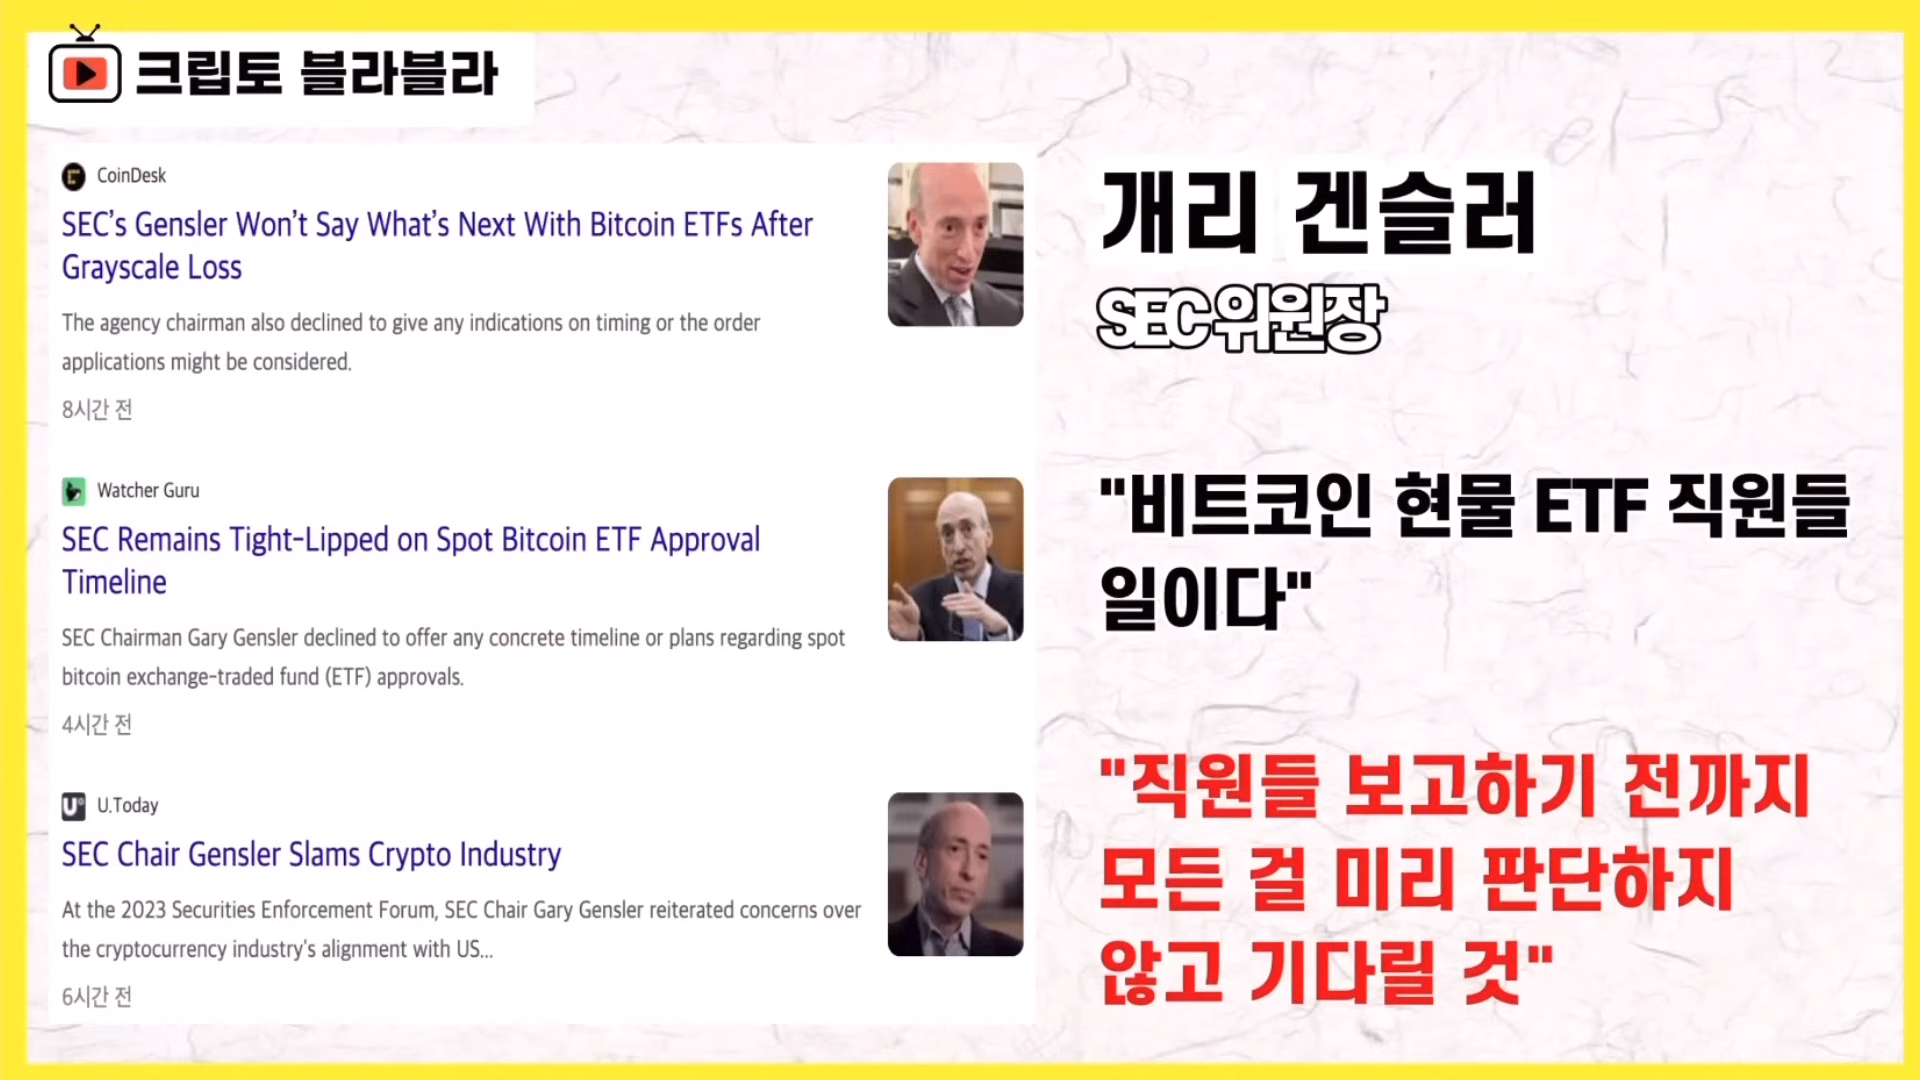 크립토 블라블라
CoinDesk
SEC’s Gensler Won’t Say What’s Next With Bitcoin ETFs After
Grayscale Loss
The agency chairman also declined to give any indications on timing or the order
applications might be considered.
8시간 전
Watcher Guru
SEC Remains Tight-Lipped on Spot Bitcoin ETF Approval
Timeline
SEC Chairman Gary Gensler declined to offer any concrete timeline or plans regarding spot
bitcoin exchange-traded fund (ETF) approvals.
4시간 전
U.Today
SEC Chair Gensler Slams Crypto Industry
At the 2023 Securities Enforcement Forum, SEC Chair Gary Gensler reiterated concerns over
the cryptocurrency industry's alignment with US...
6시간 전
개리 겐슬러
SEC 위원장
"비트코인 현물 ETF 직원들
일이다"
"직원들 보고하기 전까지
모든 걸 미리 판단하지
않고 기다릴 것"